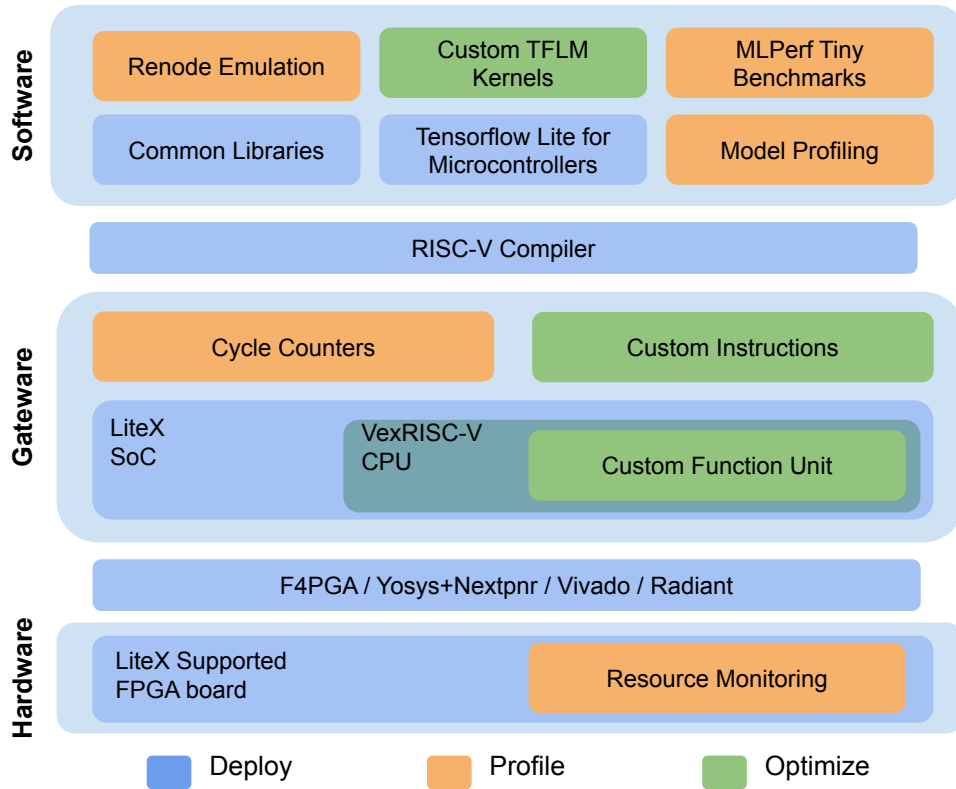 Software
Renode Emulation
Custom TFLM
Kernels
MLPerf Tiny
Benchmarks
Common Libraries
Tensorflow Lite for
Microcontrollers
Model Profiling
RISC-V Compiler
Gateware
Cycle Counters
Custom Instructions
LiteX
SoC
VexRISC-V
CPU
Custom Function Unit
F4PGA / Yosys+Nextpnr / Vivado / Radiant
Hardware
LiteX Supported
FPGA board
Resource Monitoring
Deploy
Profile
Optimize